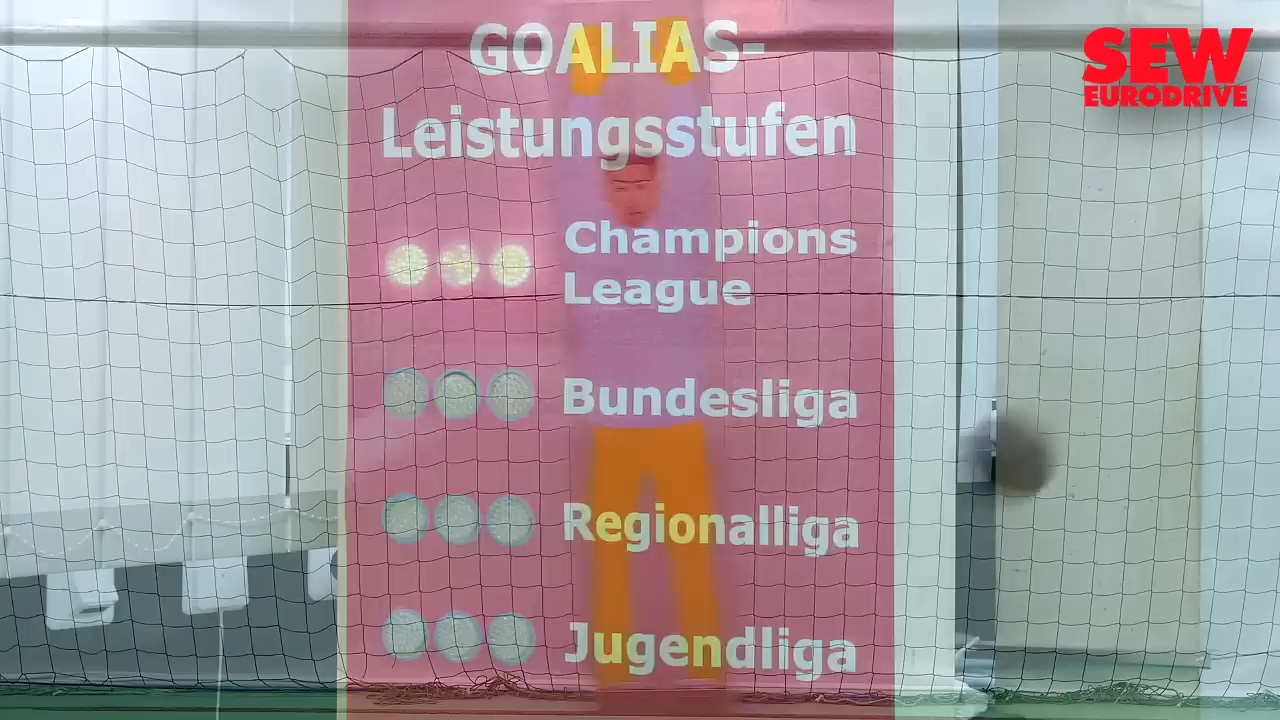 SEW
EURODRIVE
GOALIAS-
Leistungsstufen
Champions
League
Bundesliga
Regionalliga
Jugendliga